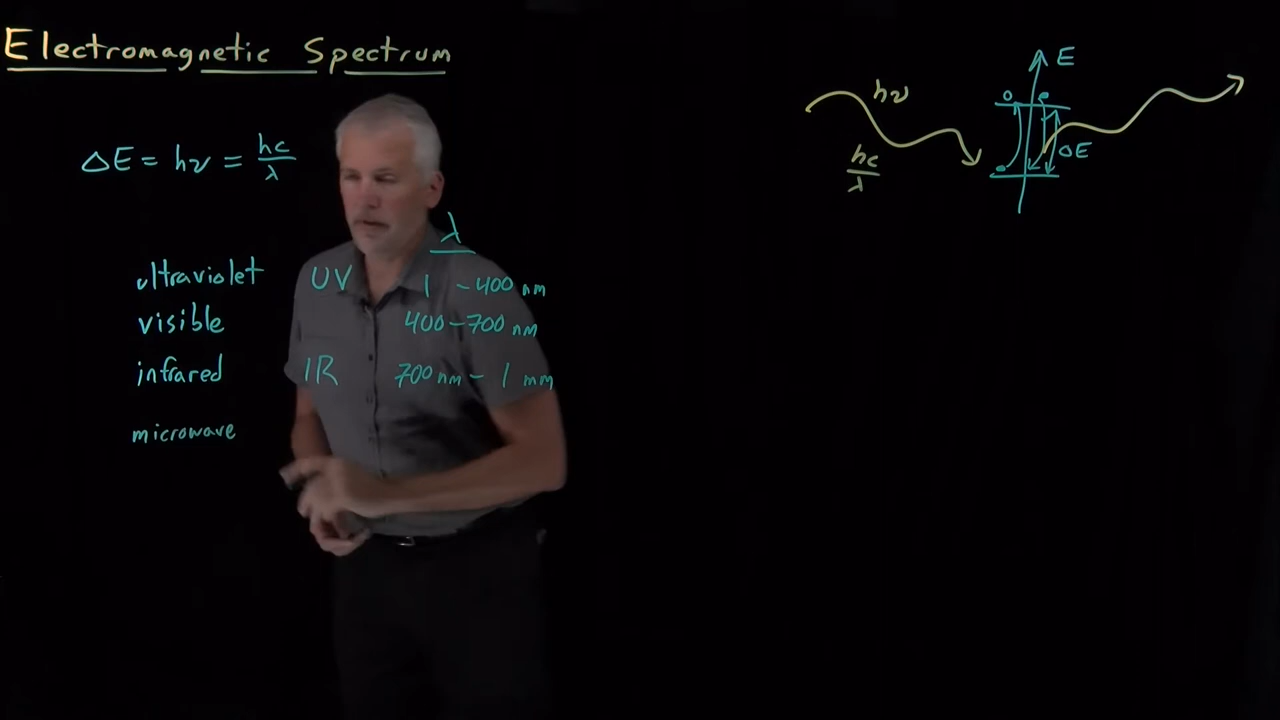 Electromagnetic Spectrum
ΔE = hν = hc/λ
λ
ultraviolet UV 1 - 400 nm
visible 400 - 700 nm
infrared IR 700 nm - 1 mm
microwave
hν
hc/λ
E
ΔE